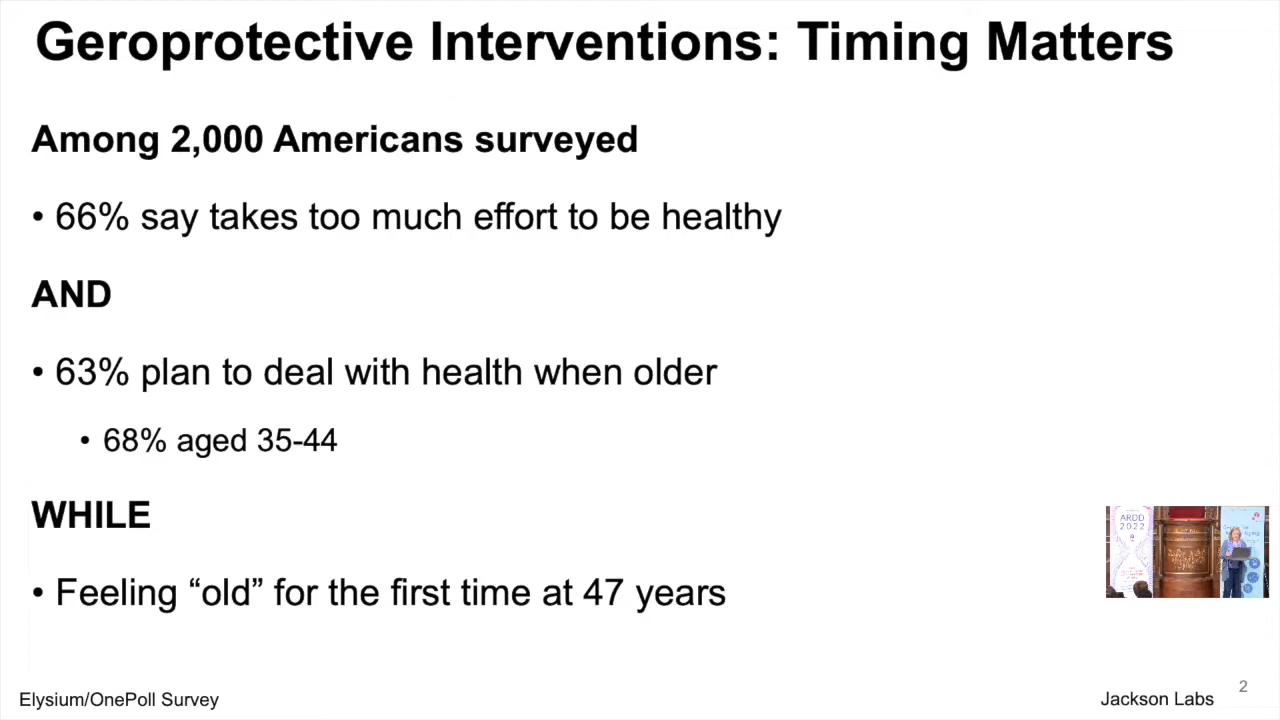 Geroprotective Interventions: Timing Matters
Among 2,000 Americans surveyed
• 66% say takes too much effort to be healthy
AND
• 63% plan to deal with health when older
• 68% aged 35-44
WHILE
• Feeling “old” for the first time at 47 years
ARDD
2022
Elysium/OnePoll Survey
Jackson Labs
2